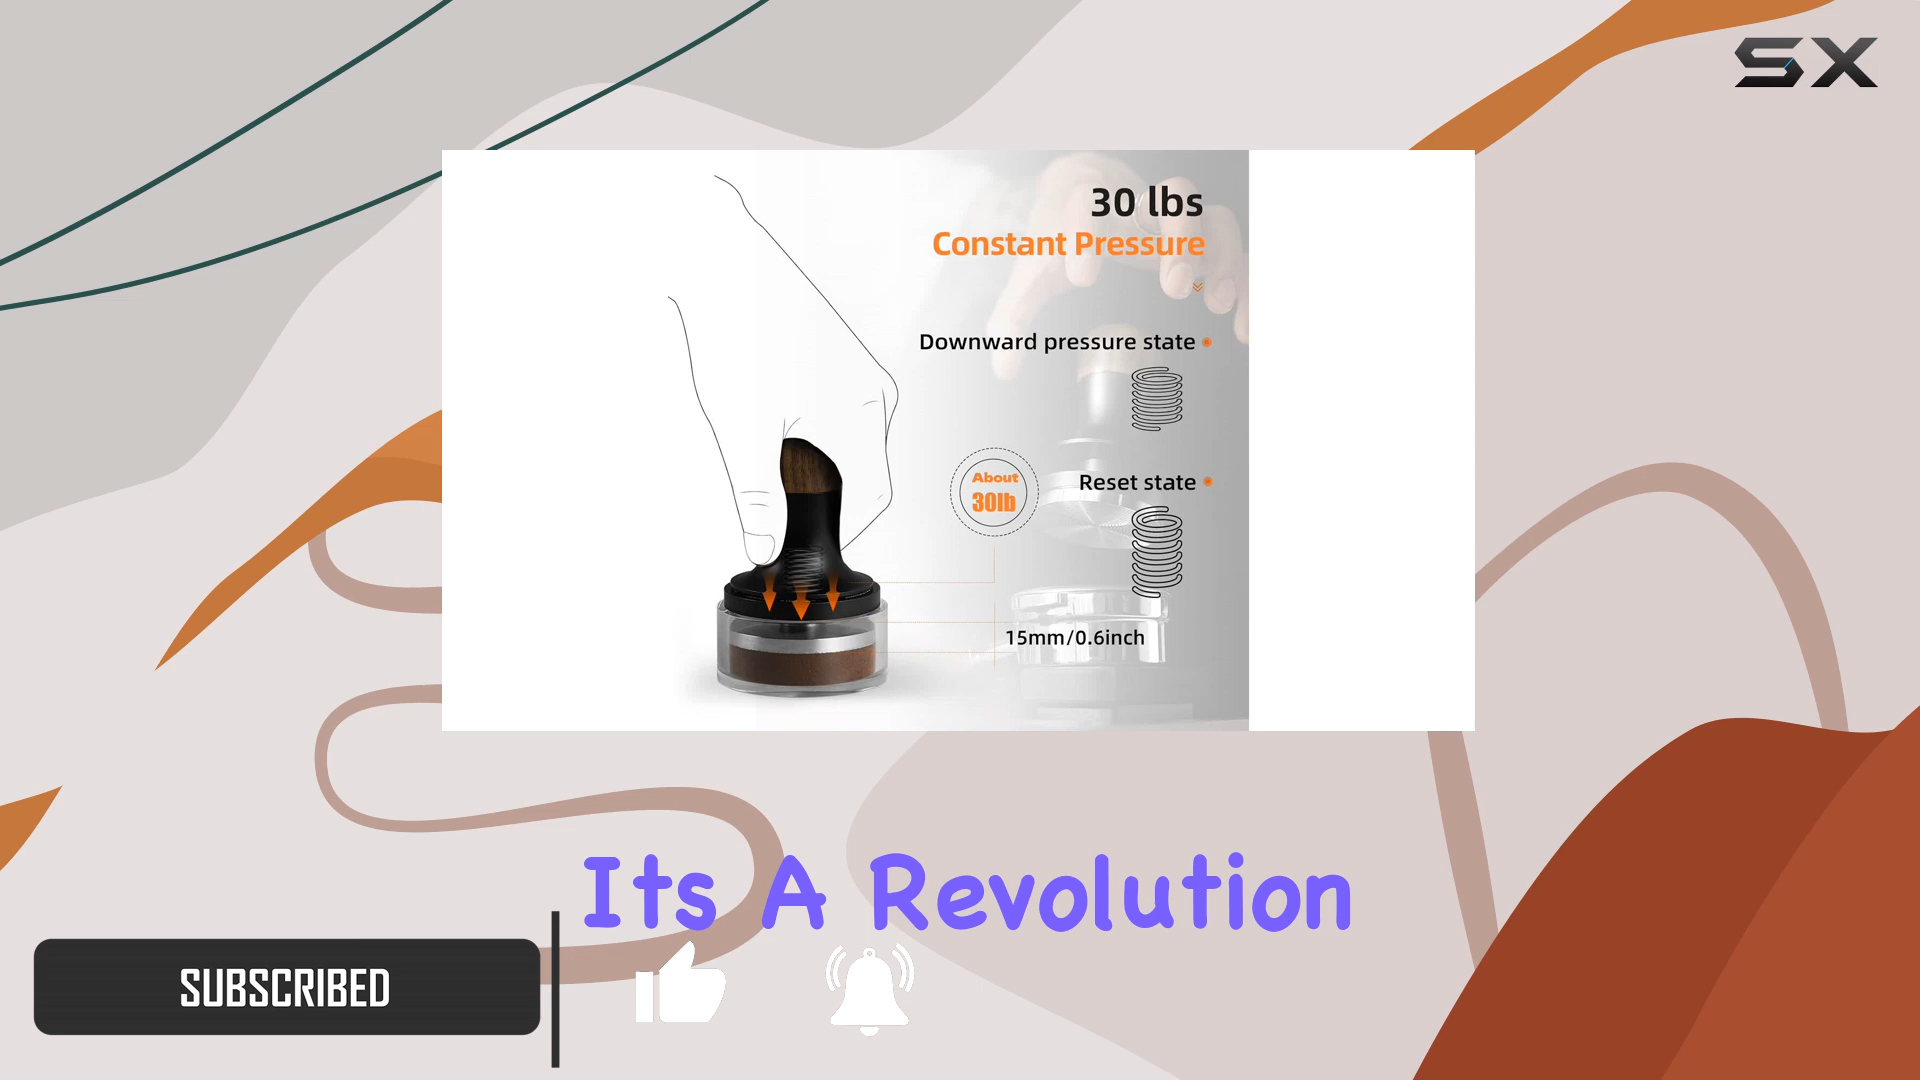 SX
30 lbs
Constant Pressure
Downward pressure state
About
30lb
Reset state
15mm/0.6inch
Its A Revolution
SUBSCRIBED